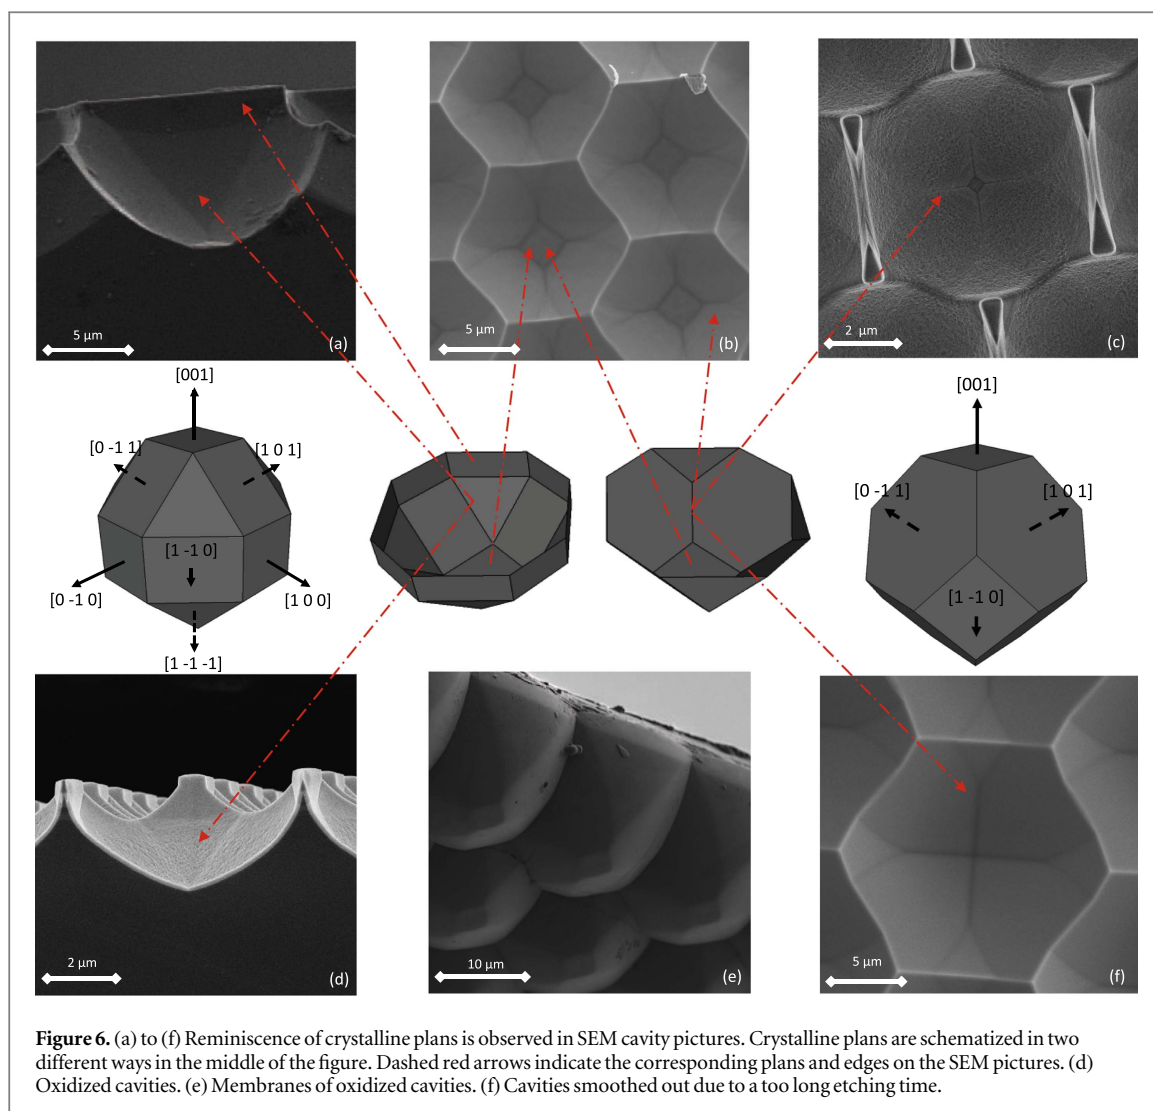 5 µm
(a)
5 µm
(b)
2 µm
(c)
[001]
[0 -1 1]
[1 0 1]
[1 -1 0]
[0 -1 0]
[1 0 0]
[1 -1 -1]
[001]
[0 -1 1]
[1 0 1]
[1 -1 0]
2 µm
(d)
10 µm
(e)
5 µm
(f)
Figure 6. (a) to (f) Reminiscence of crystalline plans is observed in SEM cavity pictures. Crystalline plans are schematized in two
different ways in the middle of the figure. Dashed red arrows indicate the corresponding plans and edges on the SEM pictures. (d)
Oxidized cavities. (e) Membranes of oxidized cavities. (f) Cavities smoothed out due to a too long etching time.